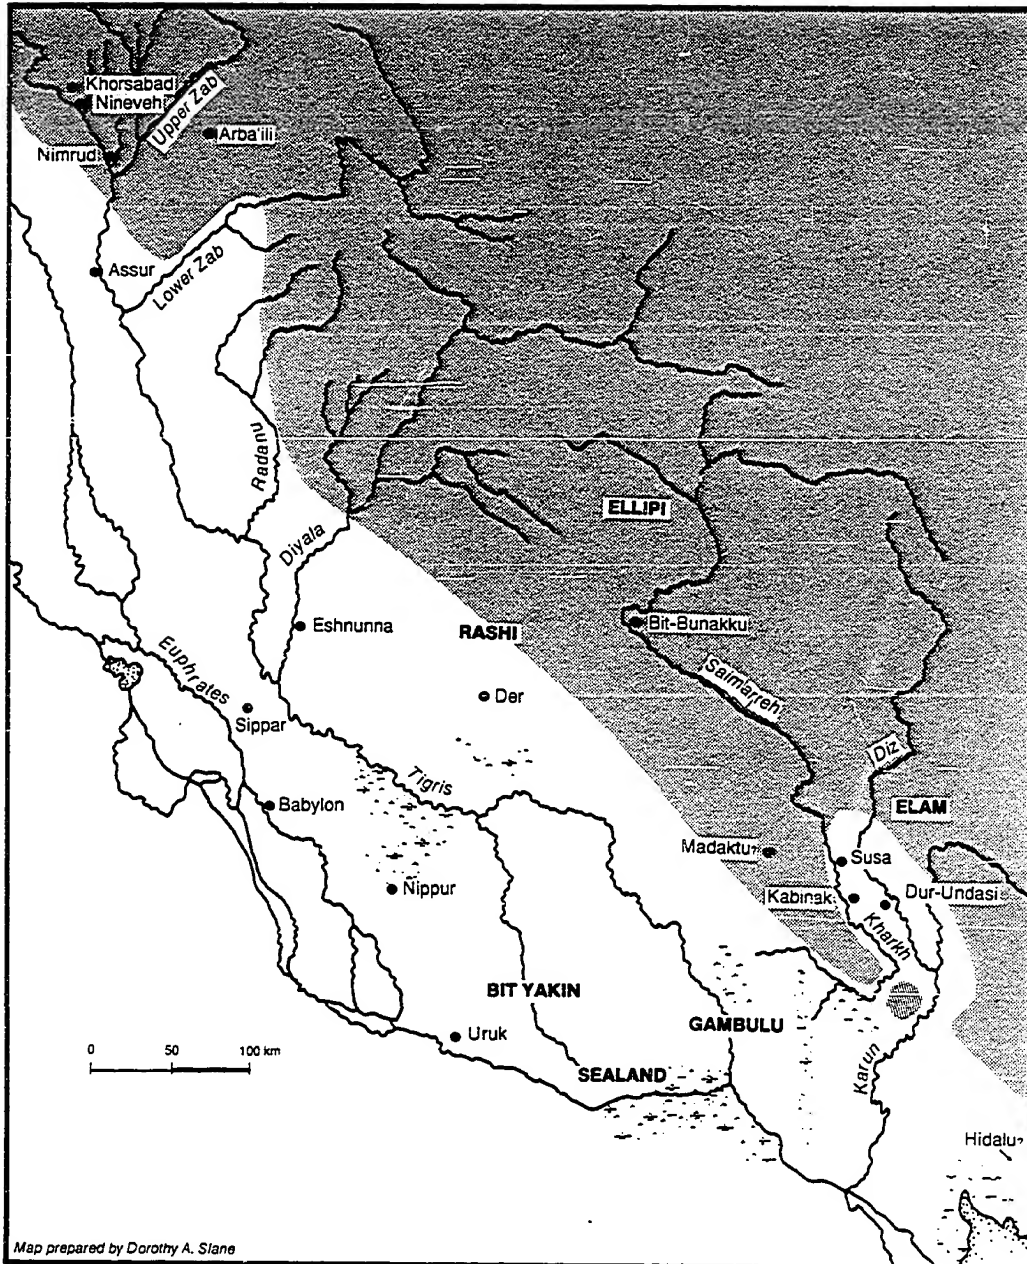 Khorsabad
Nineveh
Upper Zab
Arba'ili
Nimrud
Assur
Lower Zab
Radanu
ELLIPI
Diyala
Eshnunna
RASHI
Bit-Bunakku
Euphrates
Saimarreh
Der
Sippar
Diz
Tigris
Babylon
ELAM
Madaktu?
Susa
Nippur
Kabinak
Dur-Undasi
Kharkh
BIT YAKIN
GAMBULU
Uruk
0 50 100 km
SEALAND
Karun
Hidalu?
Map prepared by Dorothy A. Slane